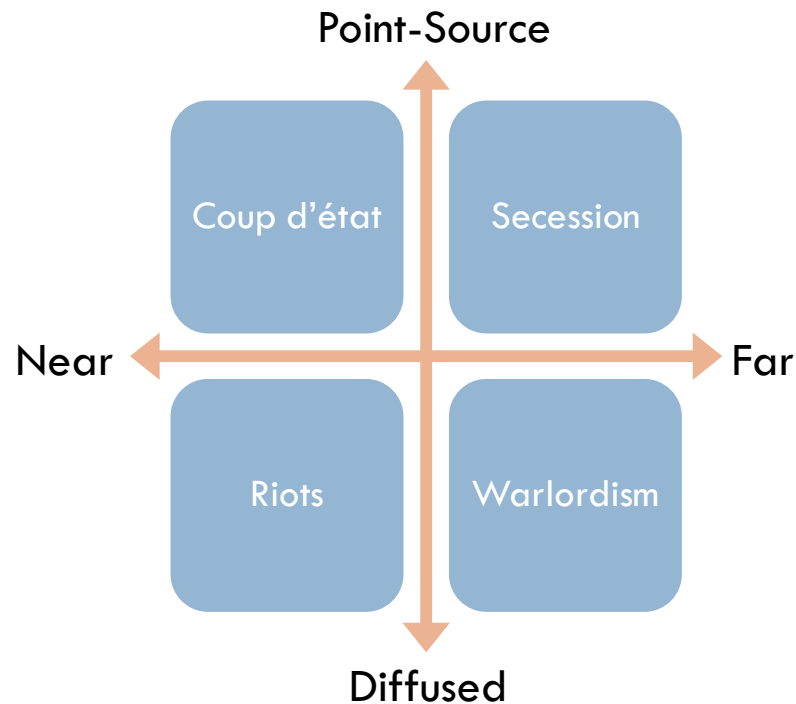 Point-Source
Coup d’état
Secession
Near
Far
Riots
Warlordism
Diffused